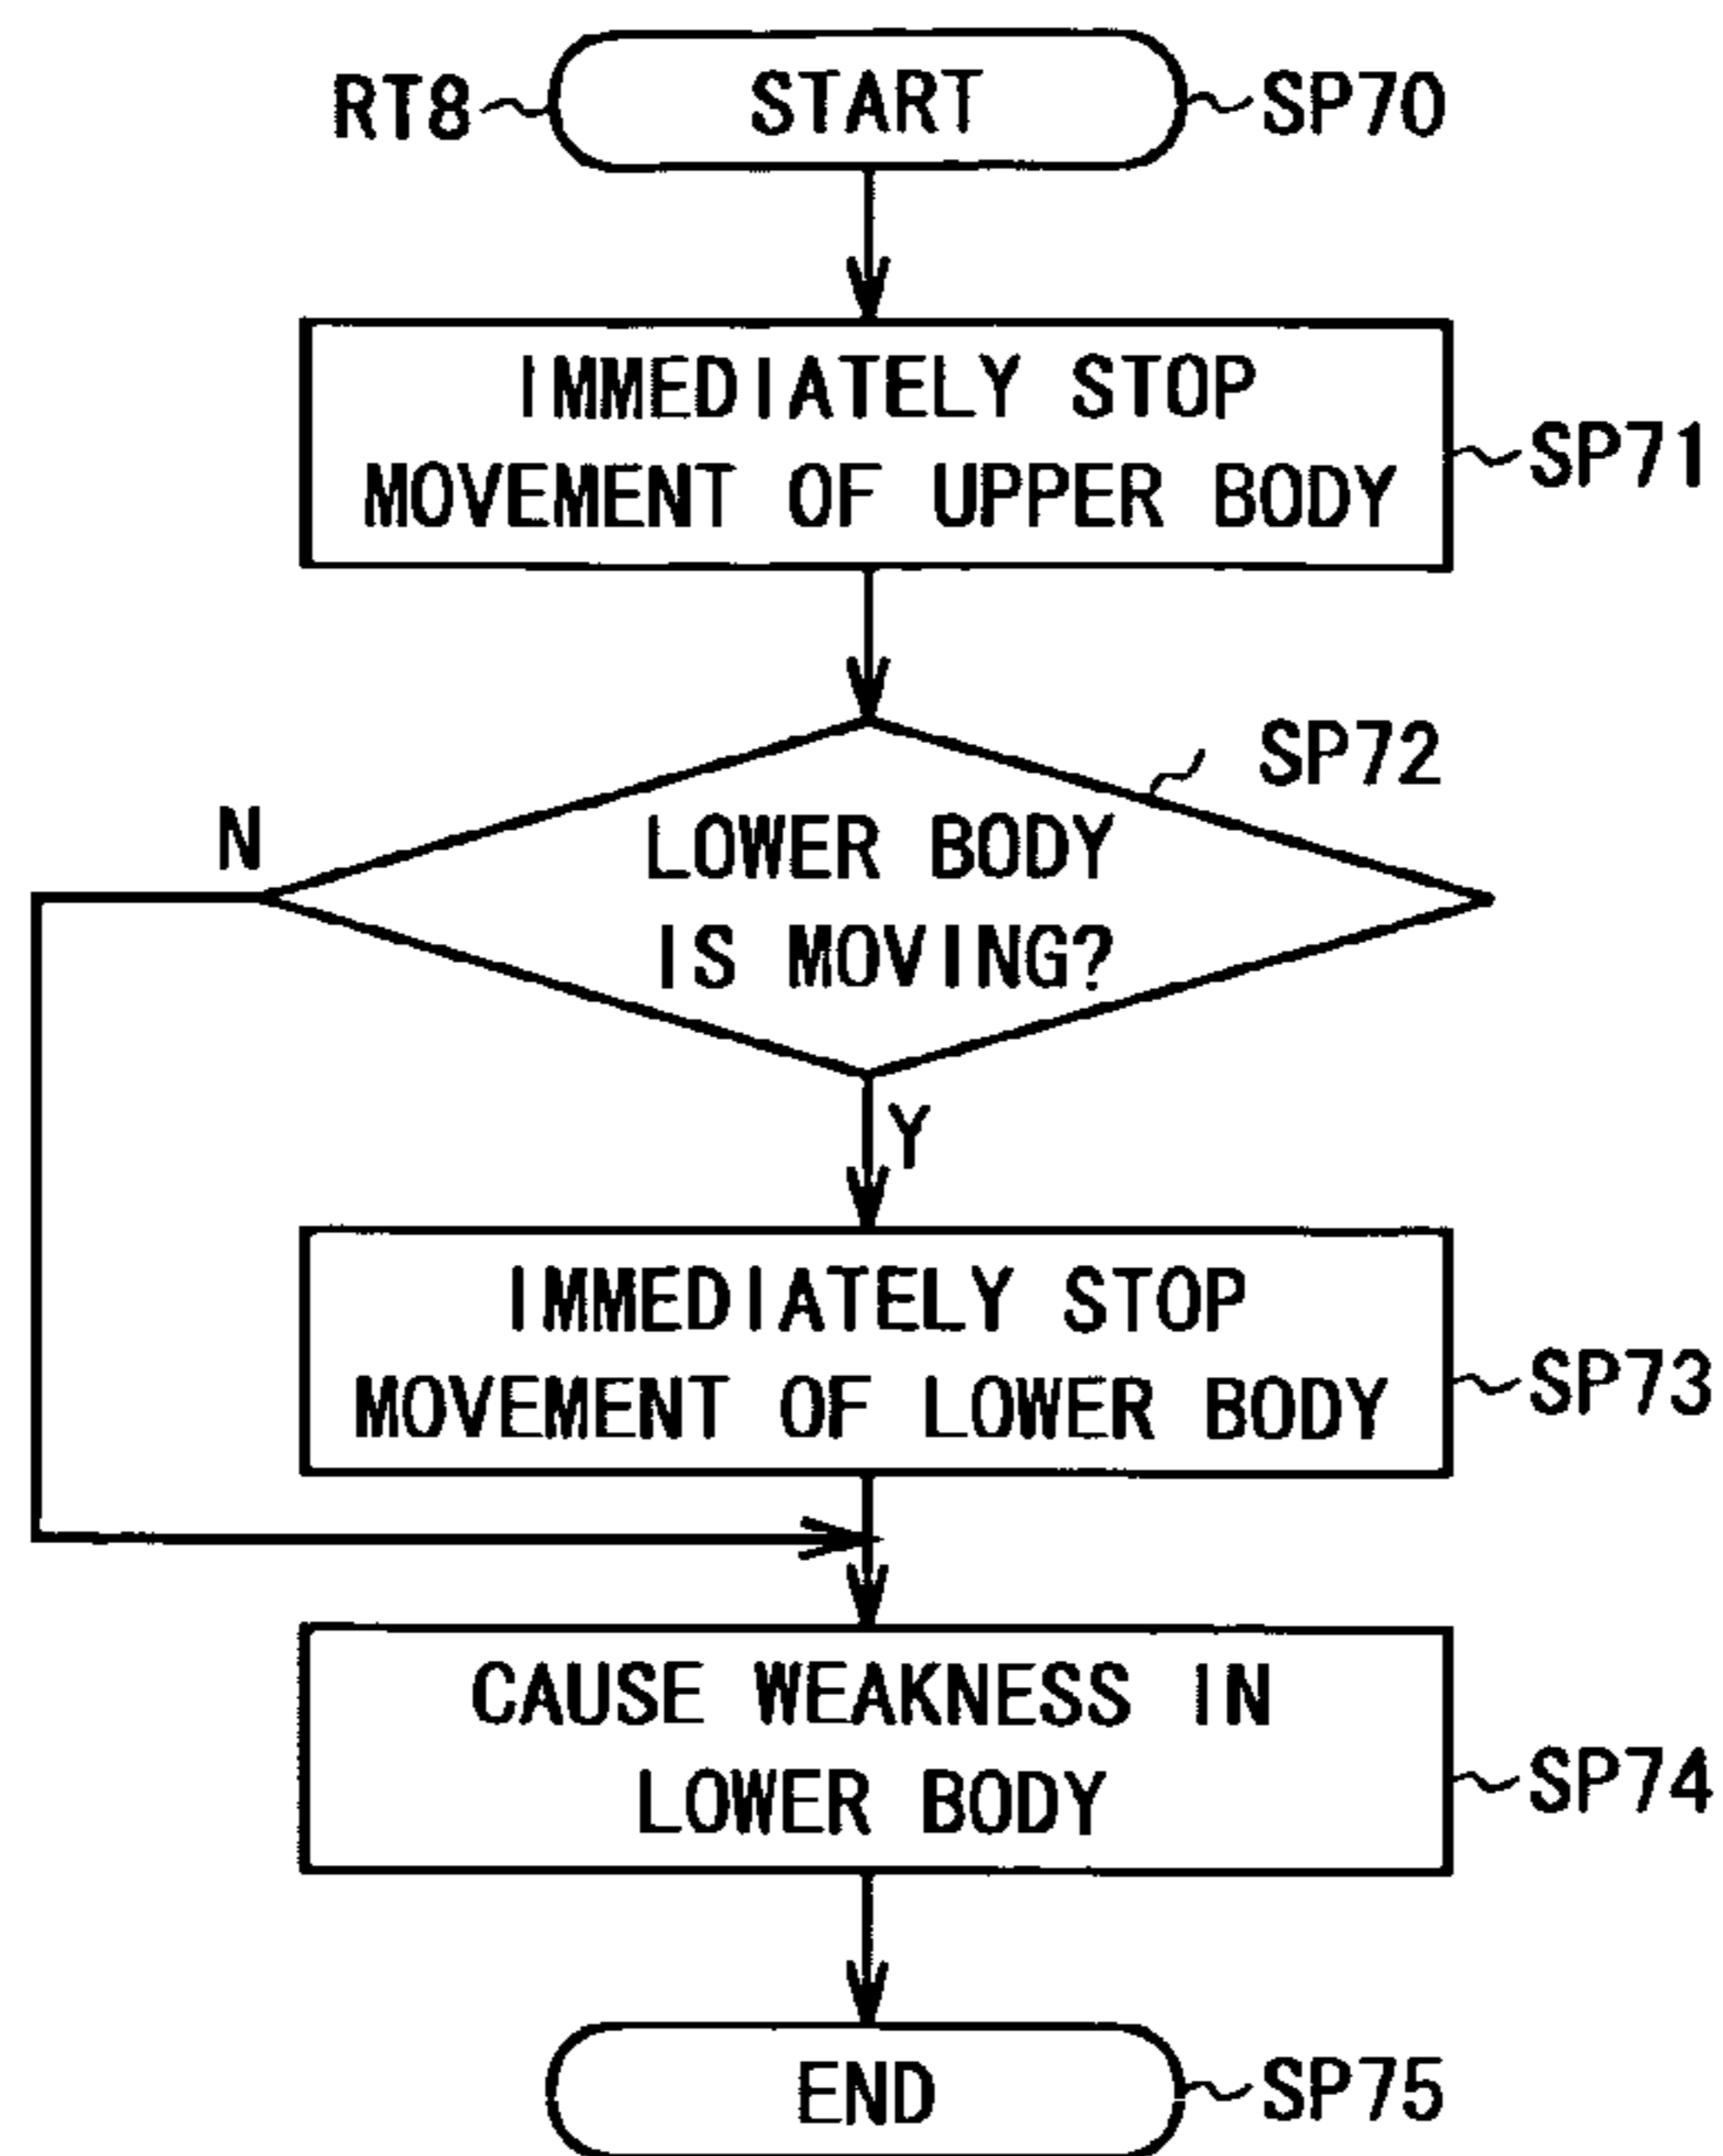 RT8
START
SP70
IMMEDIATELY STOP
MOVEMENT OF UPPER BODY
SP71
SP72
N
LOWER BODY
IS MOVING?
Y
IMMEDIATELY STOP
MOVEMENT OF LOWER BODY
SP73
CAUSE WEAKNESS IN
LOWER BODY
SP74
END
SP75